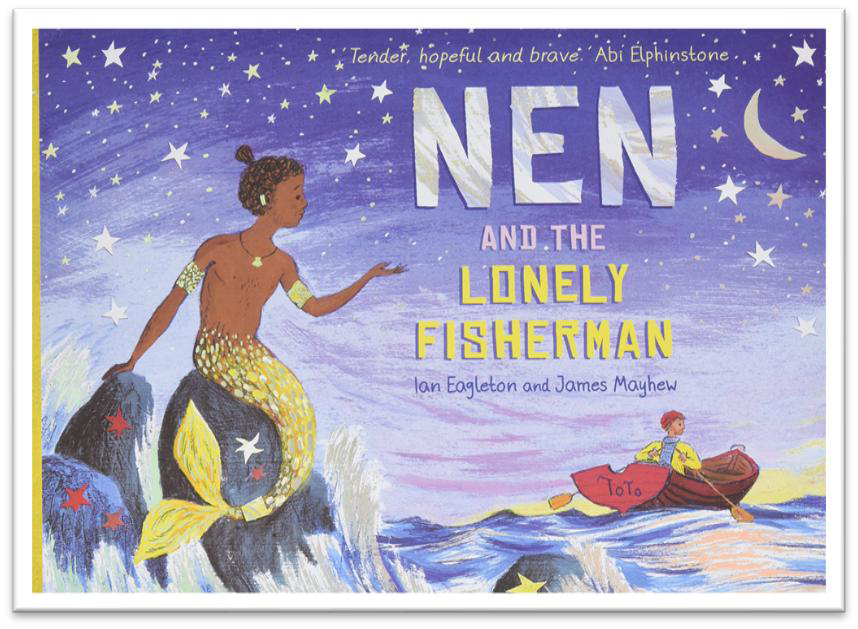 Tender, hopeful and brave. Abi Elphinstone
NEN
AND THE
LONELY
FISHERMAN
Ian Eagleton and James Mayhew
ToTo